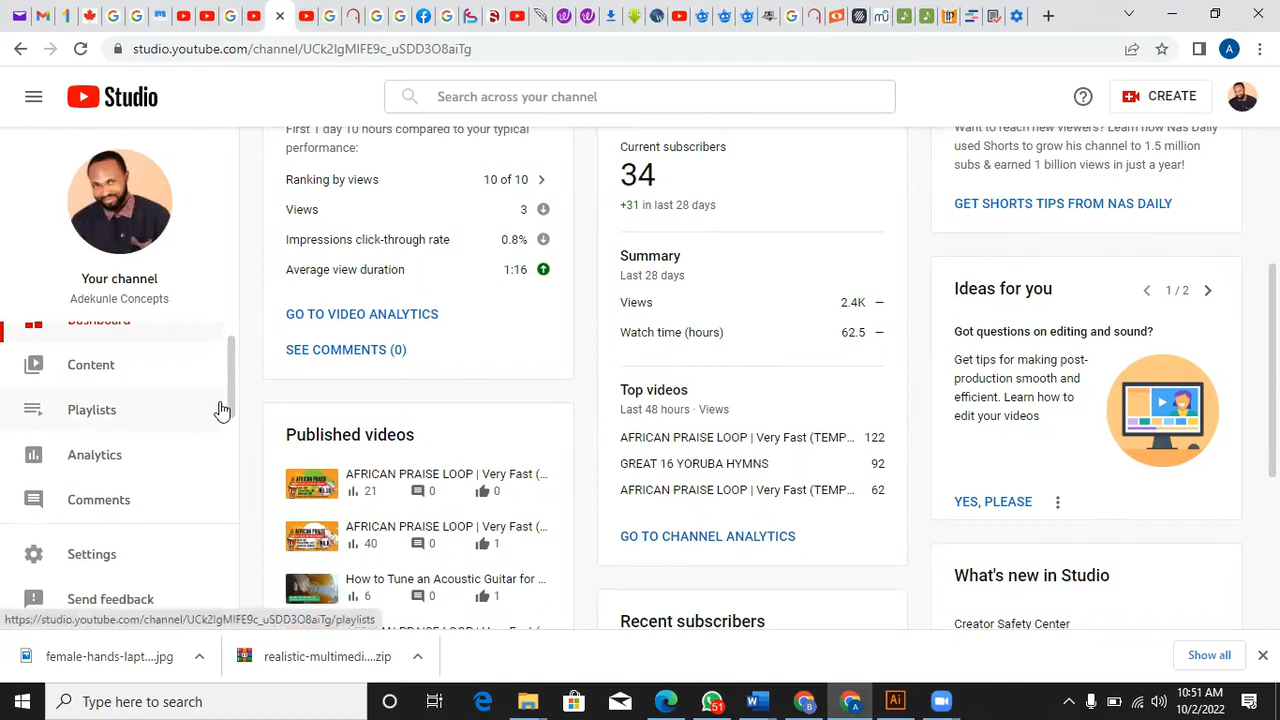 studio.youtube.com/channel/UCk2IgMIFE9c_uSDD3O8aiTg
A
Studio
Search across your channel
CREATE
Your channel
Adekunle Concepts
Dashboard
Content
Playlists
Analytics
Comments
Settings
Send feedback
First 1 day 10 hours compared to your typical
performance:
Ranking by views 10 of 10
Views 3
Impressions click-through rate 0.8%
Average view duration 1:16
GO TO VIDEO ANALYTICS
SEE COMMENTS (0)
Published videos
AFRICAN PRAISE LOOP | Very Fast (...
21 0 0
AFRICAN PRAISE LOOP | Very Fast (...
40 0 1
How to Tune an Acoustic Guitar for ...
6 0 1
Current subscribers
34
+31 in last 28 days
Summary
Last 28 days
Views 2.4K —
Watch time (hours) 62.5 —
Top videos
Last 48 hours · Views
AFRICAN PRAISE LOOP | Very Fast (TEMP... 122
GREAT 16 YORUBA HYMNS 92
AFRICAN PRAISE LOOP | Very Fast (TEMP... 62
GO TO CHANNEL ANALYTICS
Recent subscribers
Want to reach new viewers? Learn how Nas Daily
used Shorts to grow his channel to 1.5 million
subs & earned 1 billion views in just a year!
GET SHORTS TIPS FROM NAS DAILY
Ideas for you 1 / 2
Got questions on editing and sound?
Get tips for making post-
production smooth and
efficient. Learn how to
edit your videos
YES, PLEASE
What's new in Studio
Creator Safety Center
https://studio.youtube.com/channel/UCk2IgMIFE9c_uSDD3O8aiTg/playlists
female-hands-lapt....jpg
realistic-multimedi....zip
Show all
Type here to search
51
10:51 AM
10/2/2022